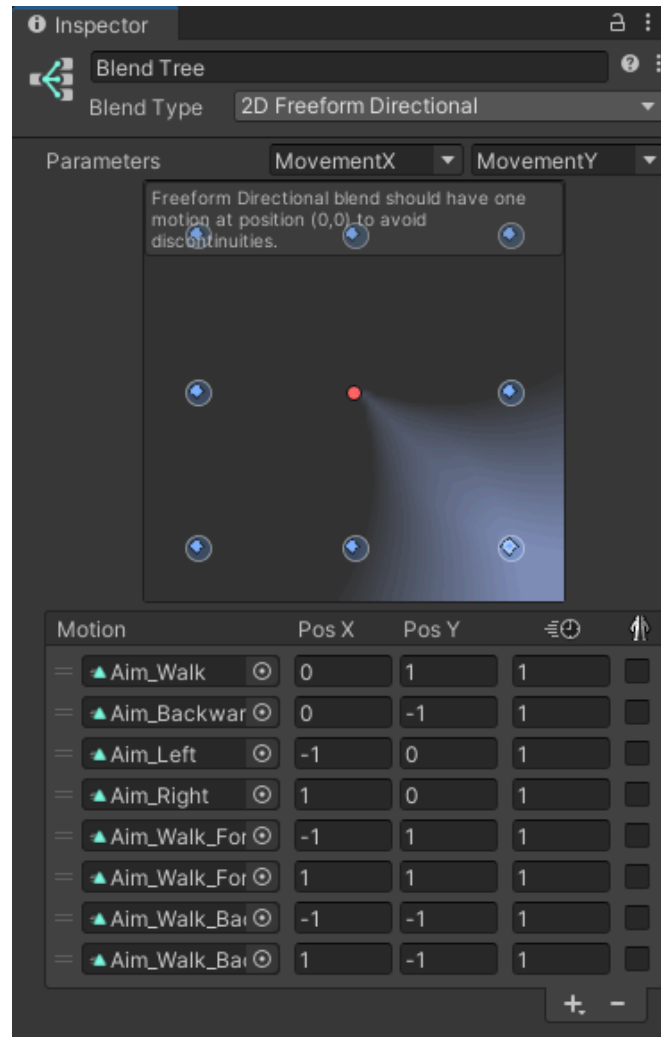 Inspector
Blend Tree
Blend Type 2D Freeform Directional
Parameters MovementX MovementY
Freeform Directional blend should have one
motion at position (0,0) to avoid
discontinuities.
Motion Pos X Pos Y
Aim_Walk 0 1 1
Aim_Backwar 0 -1 1
Aim_Left -1 0 1
Aim_Right 1 0 1
Aim_Walk_For -1 1 1
Aim_Walk_For 1 1 1
Aim_Walk_Bac -1 -1 1
Aim_Walk_Bac 1 -1 1